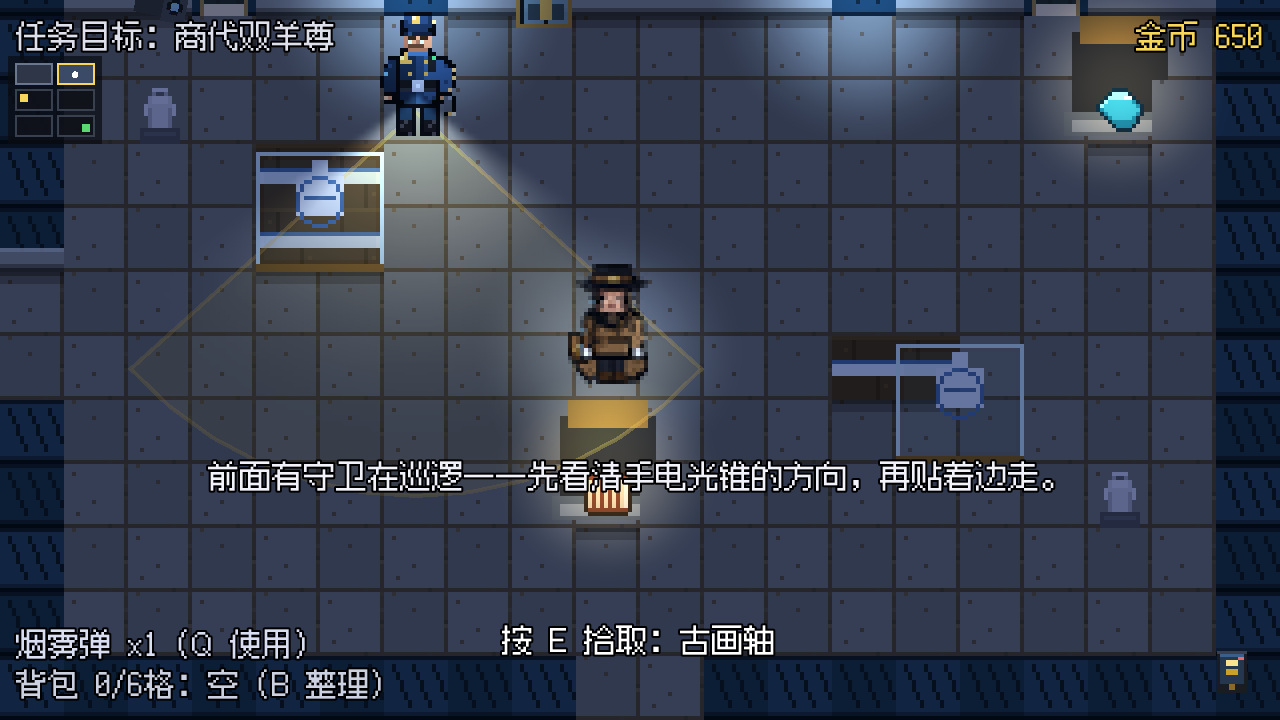 任务目标：商代双羊尊
金币 650
前面有守卫在巡逻——先看清手电光锥的方向，再贴着边走。
按 E 拾取：古画轴
烟雾弹 x1（Q 使用）
背包 0/6格：空（B 整理）